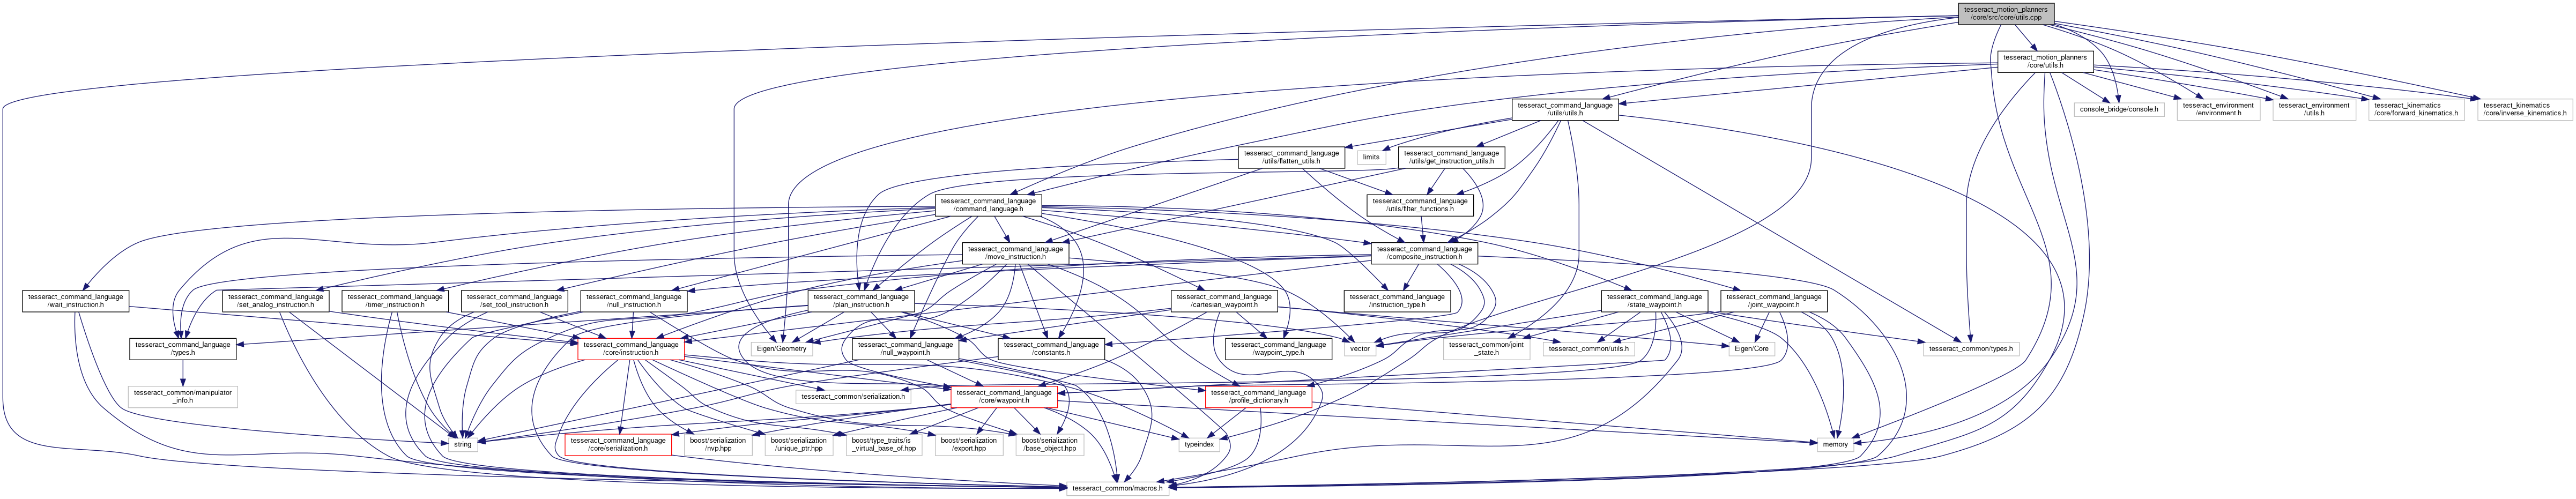 tesseract_motion_planners
/core/src/core/utils.cpp
tesseract_motion_planners
/core/utils.h
tesseract_command_language
/utils/utils.h
console_bridge/console.h
tesseract_environment
/environment.h
tesseract_environment
/utils.h
tesseract_kinematics
/core/forward_kinematics.h
tesseract_kinematics
/core/inverse_kinematics.h
tesseract_command_language
/utils/flatten_utils.h
limits
tesseract_command_language
/utils/get_instruction_utils.h
tesseract_command_language
/command_language.h
tesseract_command_language
/utils/filter_functions.h
tesseract_command_language
/move_instruction.h
tesseract_command_language
/composite_instruction.h
tesseract_command_language
/wait_instruction.h
tesseract_command_language
/set_analog_instruction.h
tesseract_command_language
/timer_instruction.h
tesseract_command_language
/set_tool_instruction.h
tesseract_command_language
/null_instruction.h
tesseract_command_language
/plan_instruction.h
tesseract_command_language
/cartesian_waypoint.h
tesseract_command_language
/instruction_type.h
tesseract_command_language
/state_waypoint.h
tesseract_command_language
/joint_waypoint.h
tesseract_command_language
/types.h
tesseract_command_language
/core/instruction.h
Eigen/Geometry
tesseract_command_language
/null_waypoint.h
tesseract_command_language
/constants.h
tesseract_command_language
/waypoint_type.h
vector
tesseract_common/joint
_state.h
tesseract_common/utils.h
Eigen/Core
tesseract_common/types.h
tesseract_common/manipulator
_info.h
tesseract_common/serialization.h
tesseract_command_language
/core/waypoint.h
tesseract_command_language
/profile_dictionary.h
string
tesseract_command_language
/core/serialization.h
boost/serialization
/nvp.hpp
boost/serialization
/unique_ptr.hpp
boost/type_traits/is
_virtual_base_of.hpp
boost/serialization
/export.hpp
boost/serialization
/base_object.hpp
typeindex
memory
tesseract_common/macros.h